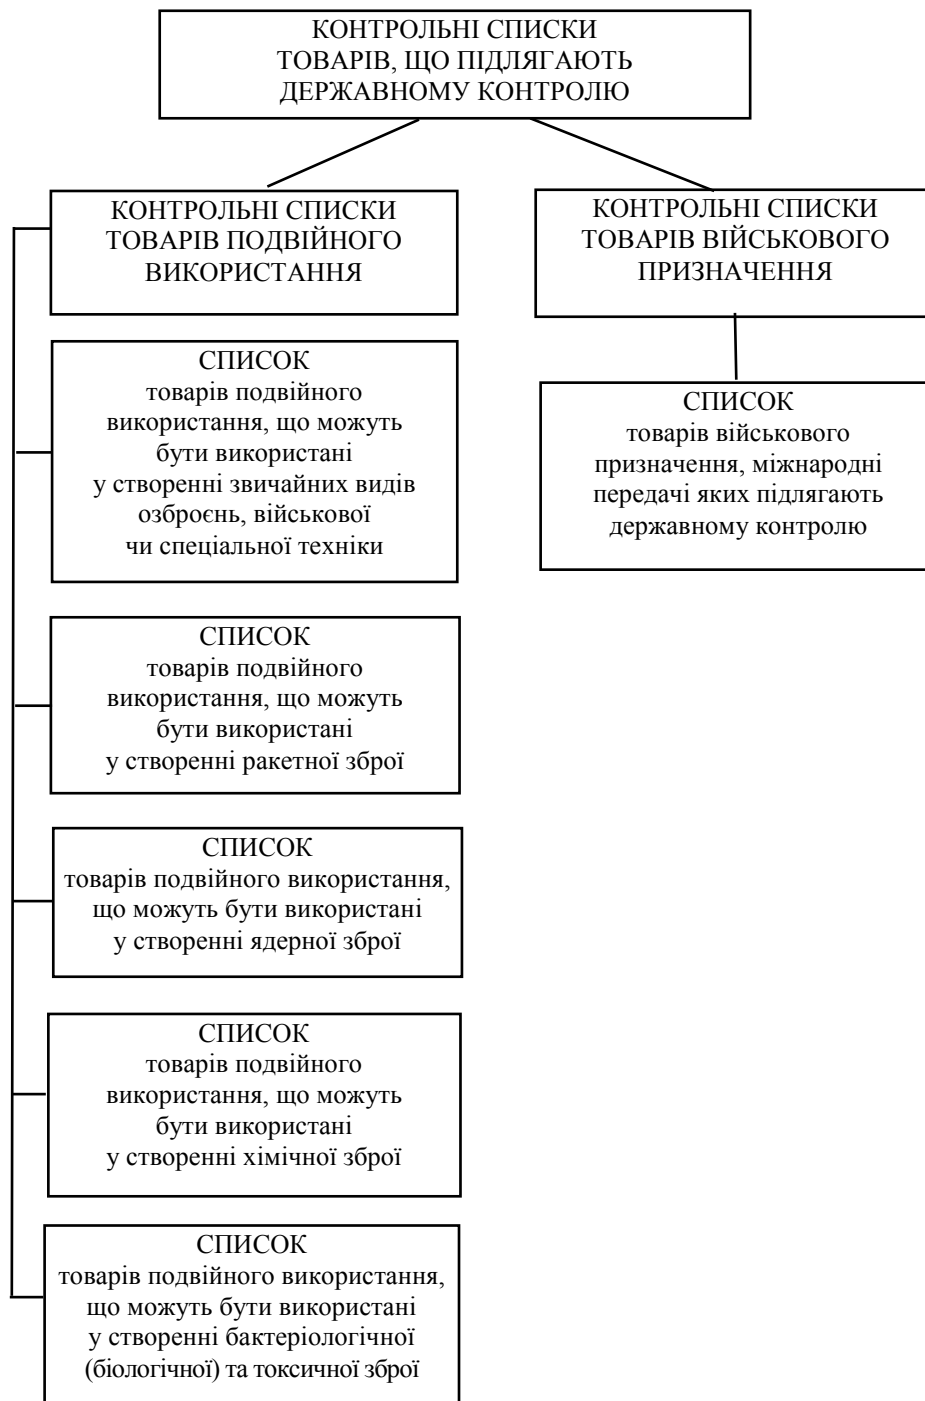 КОНТРОЛЬНІ СПИСКИ
ТОВАРІВ, ЩО ПІДЛЯГАЮТЬ
ДЕРЖАВНОМУ КОНТРОЛЮ
КОНТРОЛЬНІ СПИСКИ
ТОВАРІВ ПОДВІЙНОГО
ВИКОРИСТАННЯ
КОНТРОЛЬНІ СПИСКИ
ТОВАРІВ ВІЙСЬКОВОГО
ПРИЗНАЧЕННЯ
СПИСОК
товарів подвійного
використання, що можуть
бути використані
у створенні звичайних видів
озброєнь, військової
чи спеціальної техніки
СПИСОК
товарів військового
призначення, міжнародні
передачі яких підлягають
державному контролю
СПИСОК
товарів подвійного
використання, що можуть
бути використані
у створенні ракетної зброї
СПИСОК
товарів подвійного використання,
що можуть бути використані
у створенні ядерної зброї
СПИСОК
товарів подвійного
використання, що можуть
бути використані
у створенні хімічної зброї
СПИСОК
товарів подвійного використання,
що можуть бути використані
у створенні бактеріологічної
(біологічної) та токсичної зброї